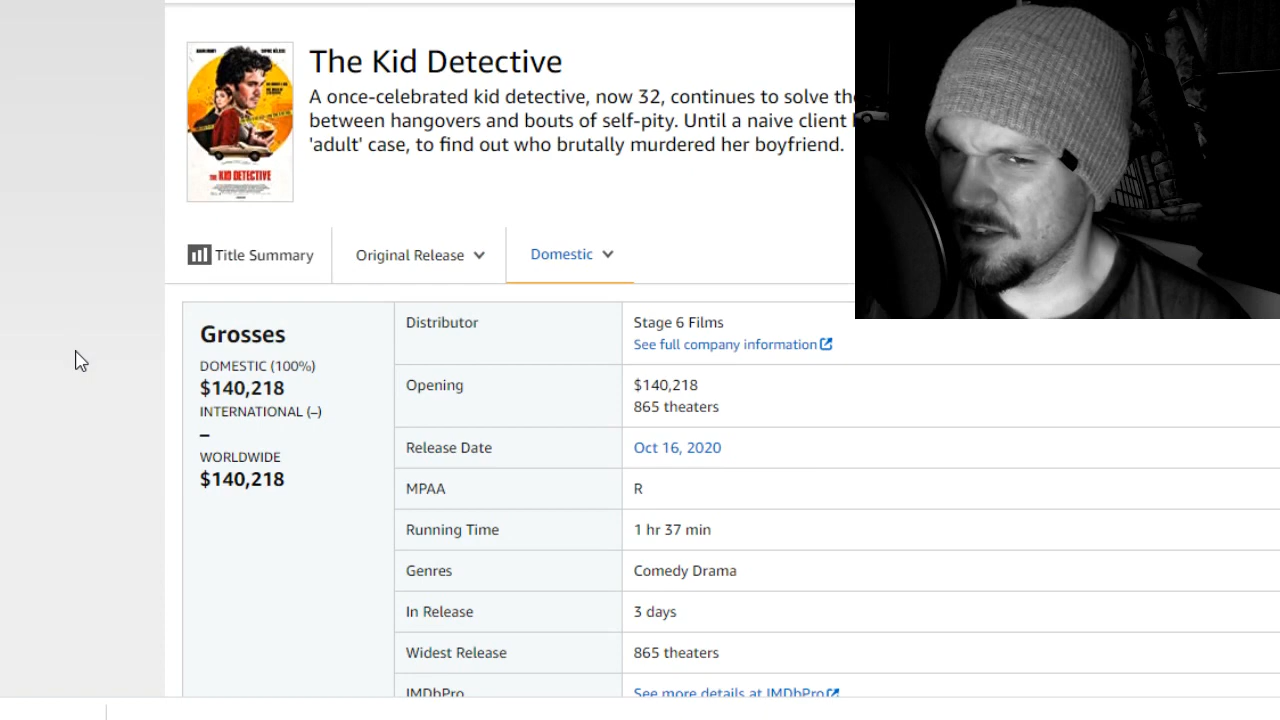 The Kid Detective
A once-celebrated kid detective, now 32, continues to solve the
between hangovers and bouts of self-pity. Until a naive client
'adult' case, to find out who brutally murdered her boyfriend.
THE KID DETECTIVE
Title Summary
Original Release
Domestic
Grosses
DOMESTIC (100%)
$140,218
INTERNATIONAL (–)
–
WORLDWIDE
$140,218
Distributor
Stage 6 Films
See full company information
Opening
$140,218
865 theaters
Release Date
Oct 16, 2020
MPAA
R
Running Time
1 hr 37 min
Genres
Comedy Drama
In Release
3 days
Widest Release
865 theaters
IMDbPro
See more details at IMDbPro